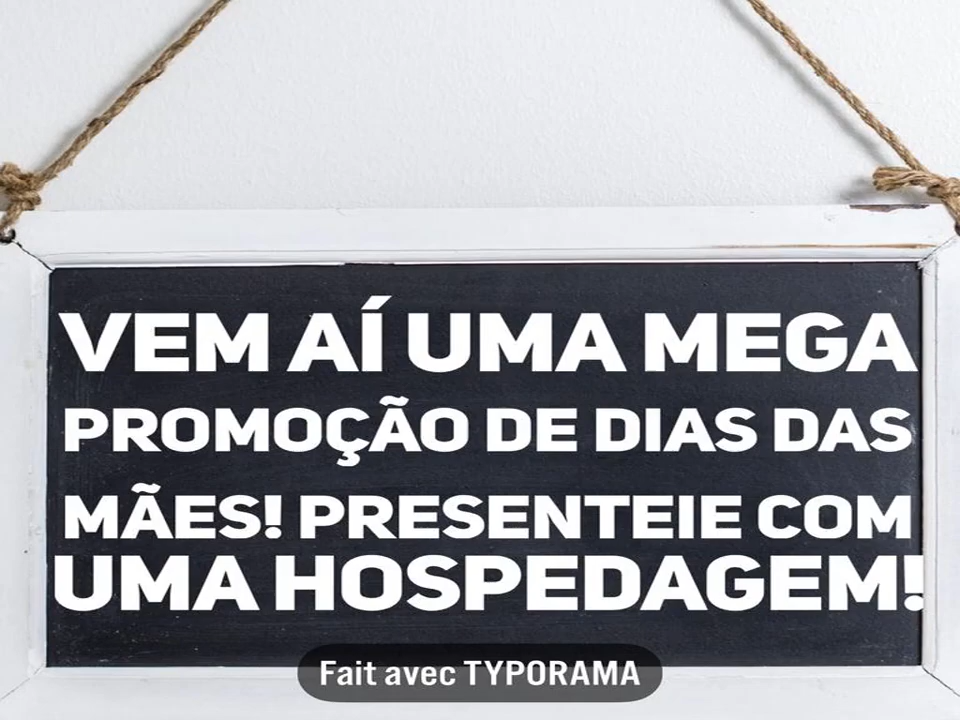 VEM AÍ UMA MEGA
PROMOÇÃO DE DIAS DAS
MÃES! PRESENTEIE COM
UMA HOSPEDAGEM!
Fait avec TYPORAMA